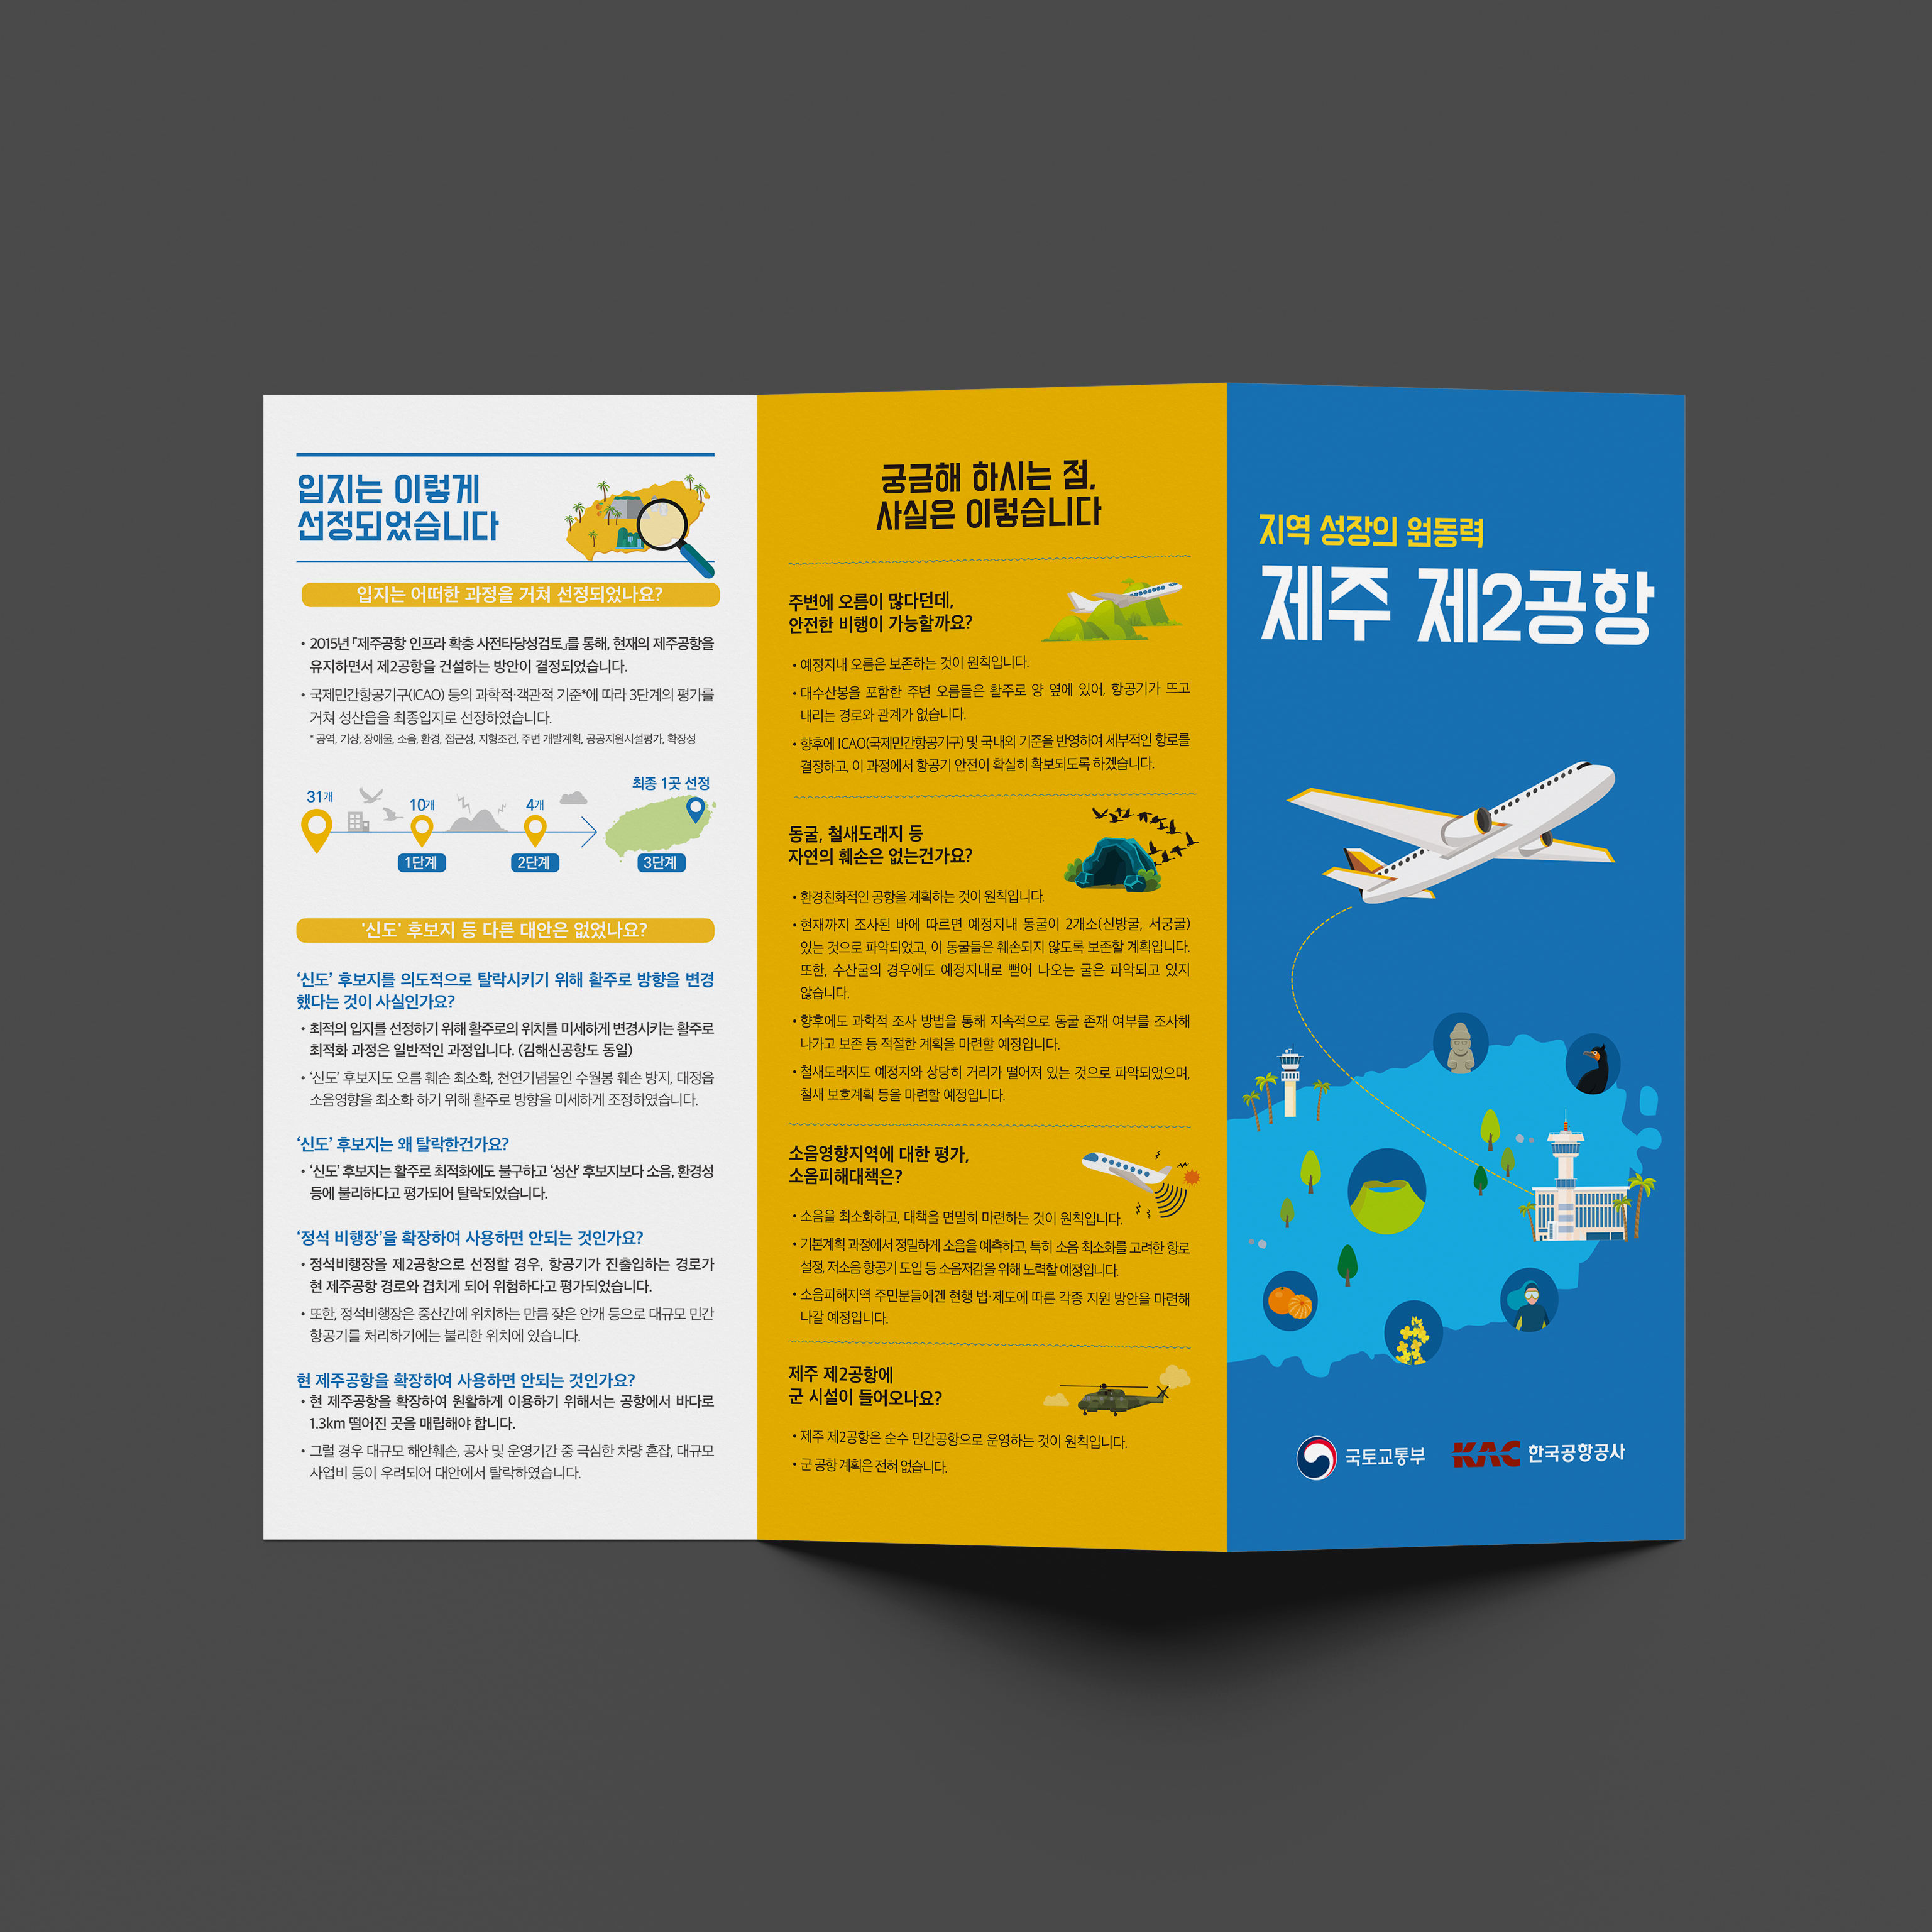 입지는 이렇게
선정되었습니다
입지는 어떠한 과정을 거쳐 선정되었나요?
• 2015년 「제주공항 인프라 확충 사전타당성검토」를 통해, 현재의 제주공항을
유지하면서 제2공항을 건설하는 방안이 결정되었습니다.
• 국제민간항공기구(ICAO) 등의 과학적·객관적 기준*에 따라 3단계의 평가를
거쳐 성산읍을 최종입지로 선정하였습니다.
* 공역, 기상, 장애물, 소음, 환경, 접근성, 지형조건, 주변 개발계획, 공공지원시설평가, 확장성
최종 1곳 선정
31개
10개
4개
1단계
2단계
3단계
'신도' 후보지 등 다른 대안은 없었나요?
‘신도’ 후보지를 의도적으로 탈락시키기 위해 활주로 방향을 변경
했다는 것이 사실인가요?
• 최적의 입지를 선정하기 위해 활주로의 위치를 미세하게 변경시키는 활주로
최적화 과정은 일반적인 과정입니다. (김해신공항도 동일)
• ‘신도’ 후보지도 오름 훼손 최소화, 천연기념물인 수월봉 훼손 방지, 대정읍
소음영향을 최소화 하기 위해 활주로 방향을 미세하게 조정하였습니다.
‘신도’ 후보지는 왜 탈락한건가요?
• ‘신도’ 후보지는 활주로 최적화에도 불구하고 ‘성산’ 후보지보다 소음, 환경성
등에 불리하다고 평가되어 탈락되었습니다.
‘정석 비행장’을 확장하여 사용하면 안되는 것인가요?
• 정석비행장을 제2공항으로 선정할 경우, 항공기가 진출입하는 경로가
현 제주공항 경로와 겹치게 되어 위험하다고 평가되었습니다.
• 또한, 정석비행장은 중산간에 위치하는 만큼 잦은 안개 등으로 대규모 민간
항공기를 처리하기에는 불리한 위치에 있습니다.
현 제주공항을 확장하여 사용하면 안되는 것인가요?
• 현 제주공항을 확장하여 원활하게 이용하기 위해서는 공항에서 바다로
1.3km 떨어진 곳을 매립해야 합니다.
• 그럴 경우 대규모 해안훼손, 공사 및 운영기간 중 극심한 차량 혼잡, 대규모
사업비 등이 우려되어 대안에서 탈락하였습니다.
궁금해 하시는 점,
사실은 이렇습니다
주변에 오름이 많다던데,
안전한 비행이 가능할까요?
• 예정지내 오름은 보존하는 것이 원칙입니다.
• 대수산봉을 포함한 주변 오름들은 활주로 양 옆에 있어, 항공기가 뜨고
내리는 경로와 관계가 없습니다.
• 향후에 ICAO(국제민간항공기구) 및 국내외 기준을 반영하여 세부적인 항로를
결정하고, 이 과정에서 항공기 안전이 확실히 확보되도록 하겠습니다.
동굴, 철새도래지 등
자연의 훼손은 없는건가요?
• 환경친화적인 공항을 계획하는 것이 원칙입니다.
• 현재까지 조사된 바에 따르면 예정지내 동굴이 2개소(신방굴, 서궁굴)
있는 것으로 파악되었고, 이 동굴들은 훼손되지 않도록 보존할 계획입니다.
또한, 수산굴의 경우에도 예정지내로 뻗어 나오는 굴은 파악되고 있지
않습니다.
• 향후에도 과학적 조사 방법을 통해 지속적으로 동굴 존재 여부를 조사해
나가고 보존 등 적절한 계획을 마련할 예정입니다.
• 철새도래지도 예정지와 상당히 거리가 떨어져 있는 것으로 파악되었으며,
철새 보호계획 등을 마련할 예정입니다.
소음영향지역에 대한 평가,
소음피해대책은?
• 소음을 최소화하고, 대책을 면밀히 마련하는 것이 원칙입니다.
• 기본계획 과정에서 정밀하게 소음을 예측하고, 특히 소음 최소화를 고려한 항로
설정, 저소음 항공기 도입 등 소음저감을 위해 노력할 예정입니다.
• 소음피해지역 주민분들에겐 현행 법·제도에 따른 각종 지원 방안을 마련해
나갈 예정입니다.
제주 제2공항에
군 시설이 들어오나요?
• 제주 제2공항은 순수 민간공항으로 운영하는 것이 원칙입니다.
• 군 공항 계획은 전혀 없습니다.
지역 성장의 원동력
제주 제2공항
국토교통부
KAC 한국공항공사